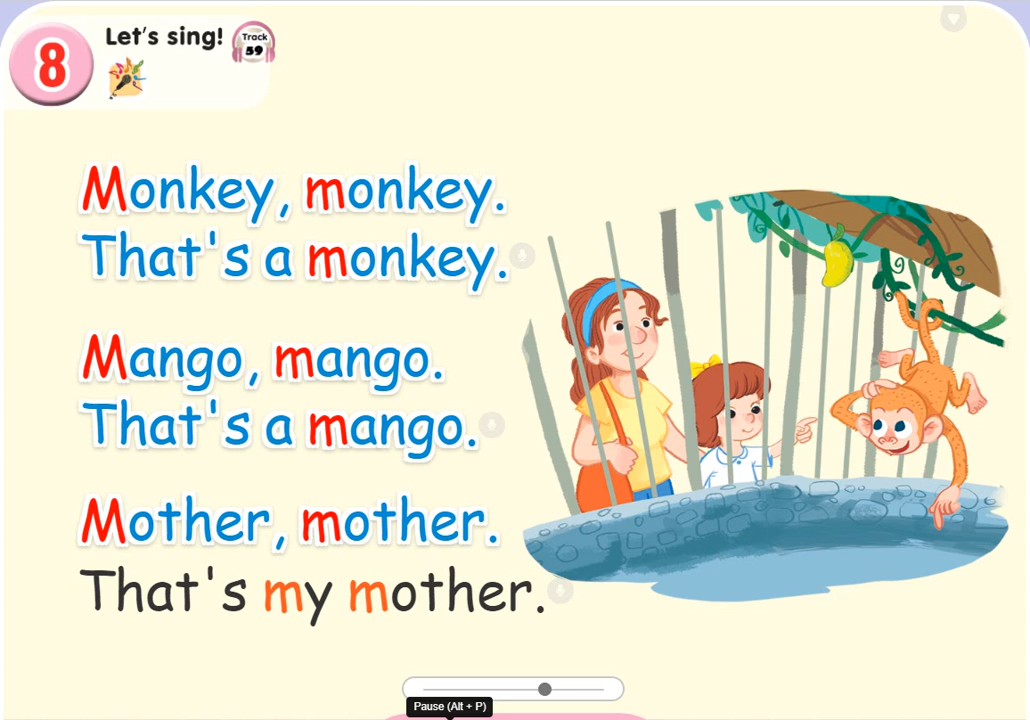 8
Let's sing!
Track
59
Monkey, monkey.
That's a monkey.
Mango, mango.
That's a mango.
Mother, mother.
That's my mother.
Pause (Alt + P)